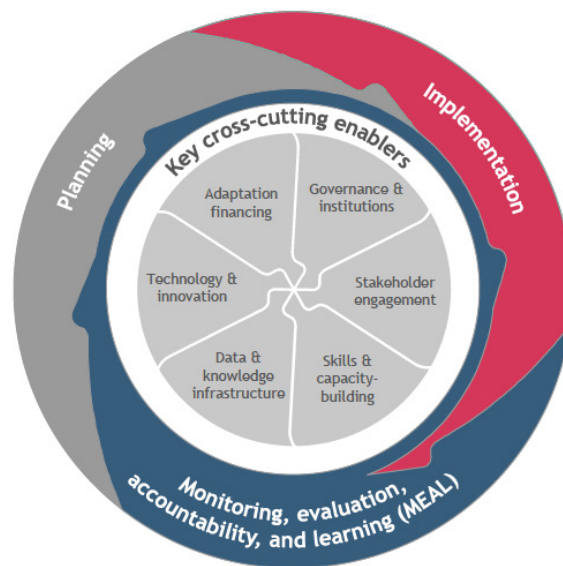 Planning
Implementation
Key cross-cutting enablers
Adaptation
financing
Governance &
institutions
Technology &
innovation
Stakeholder
engagement
Data &
knowledge
infrastructure
Skills &
capacity-
building
Monitoring, evaluation,
accountability, and learning (MEAL)